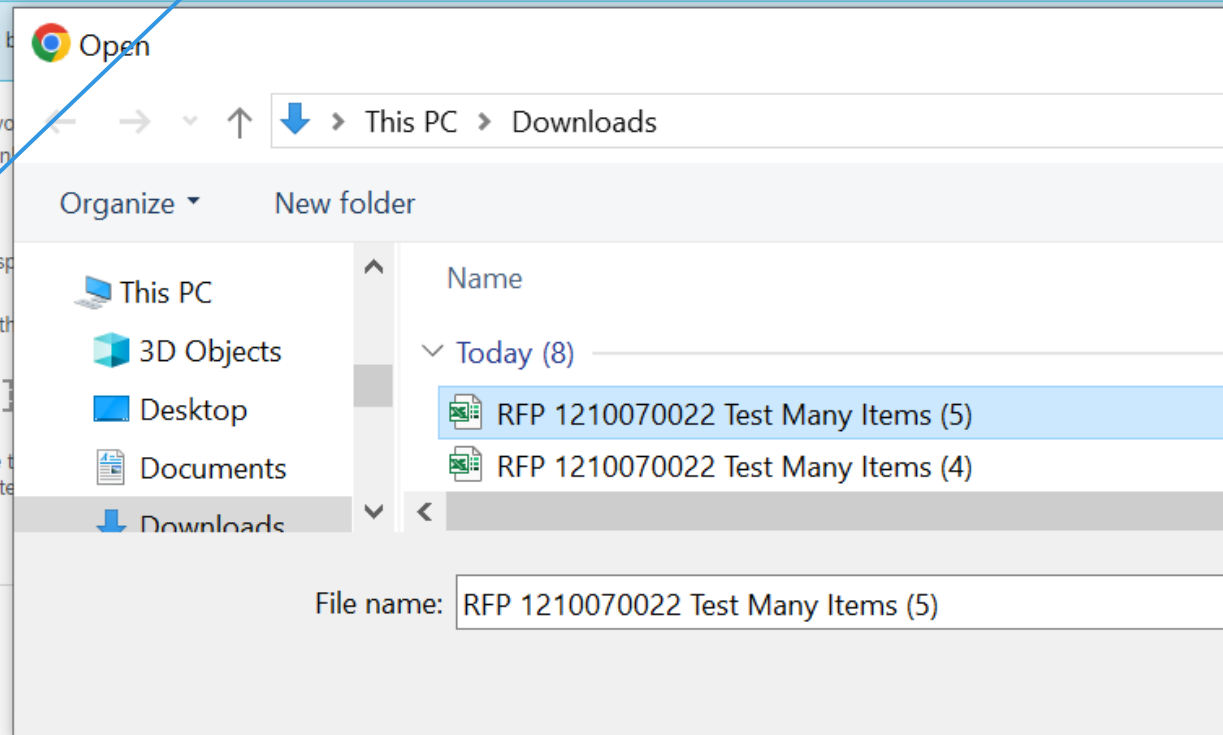 Open
This PC Downloads
Organize New folder
This PC
3D Objects
Desktop
Documents
Downloads
Name
Today (8)
RFP 1210070022 Test Many Items (5)
RFP 1210070022 Test Many Items (4)
File name: RFP 1210070022 Test Many Items (5)